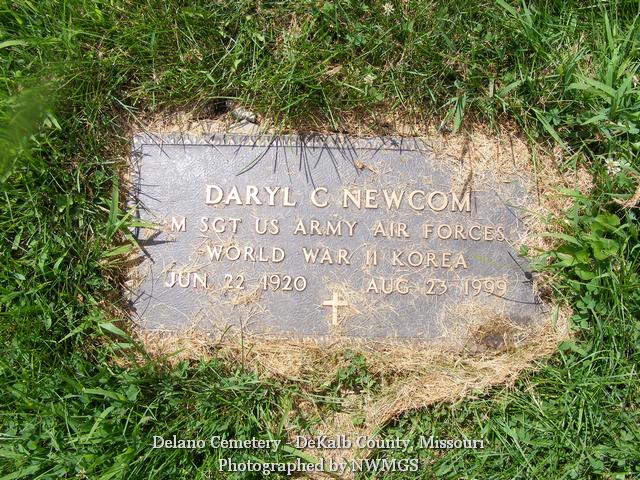 DARYL C NEWCOM
M SGT US ARMY AIR FORCES
WORLD WAR II KOREA
JUN 22 1920 AUG 23 1999
Delano Cemetery - DeKalb County, Missouri
Photographed by NWMGS